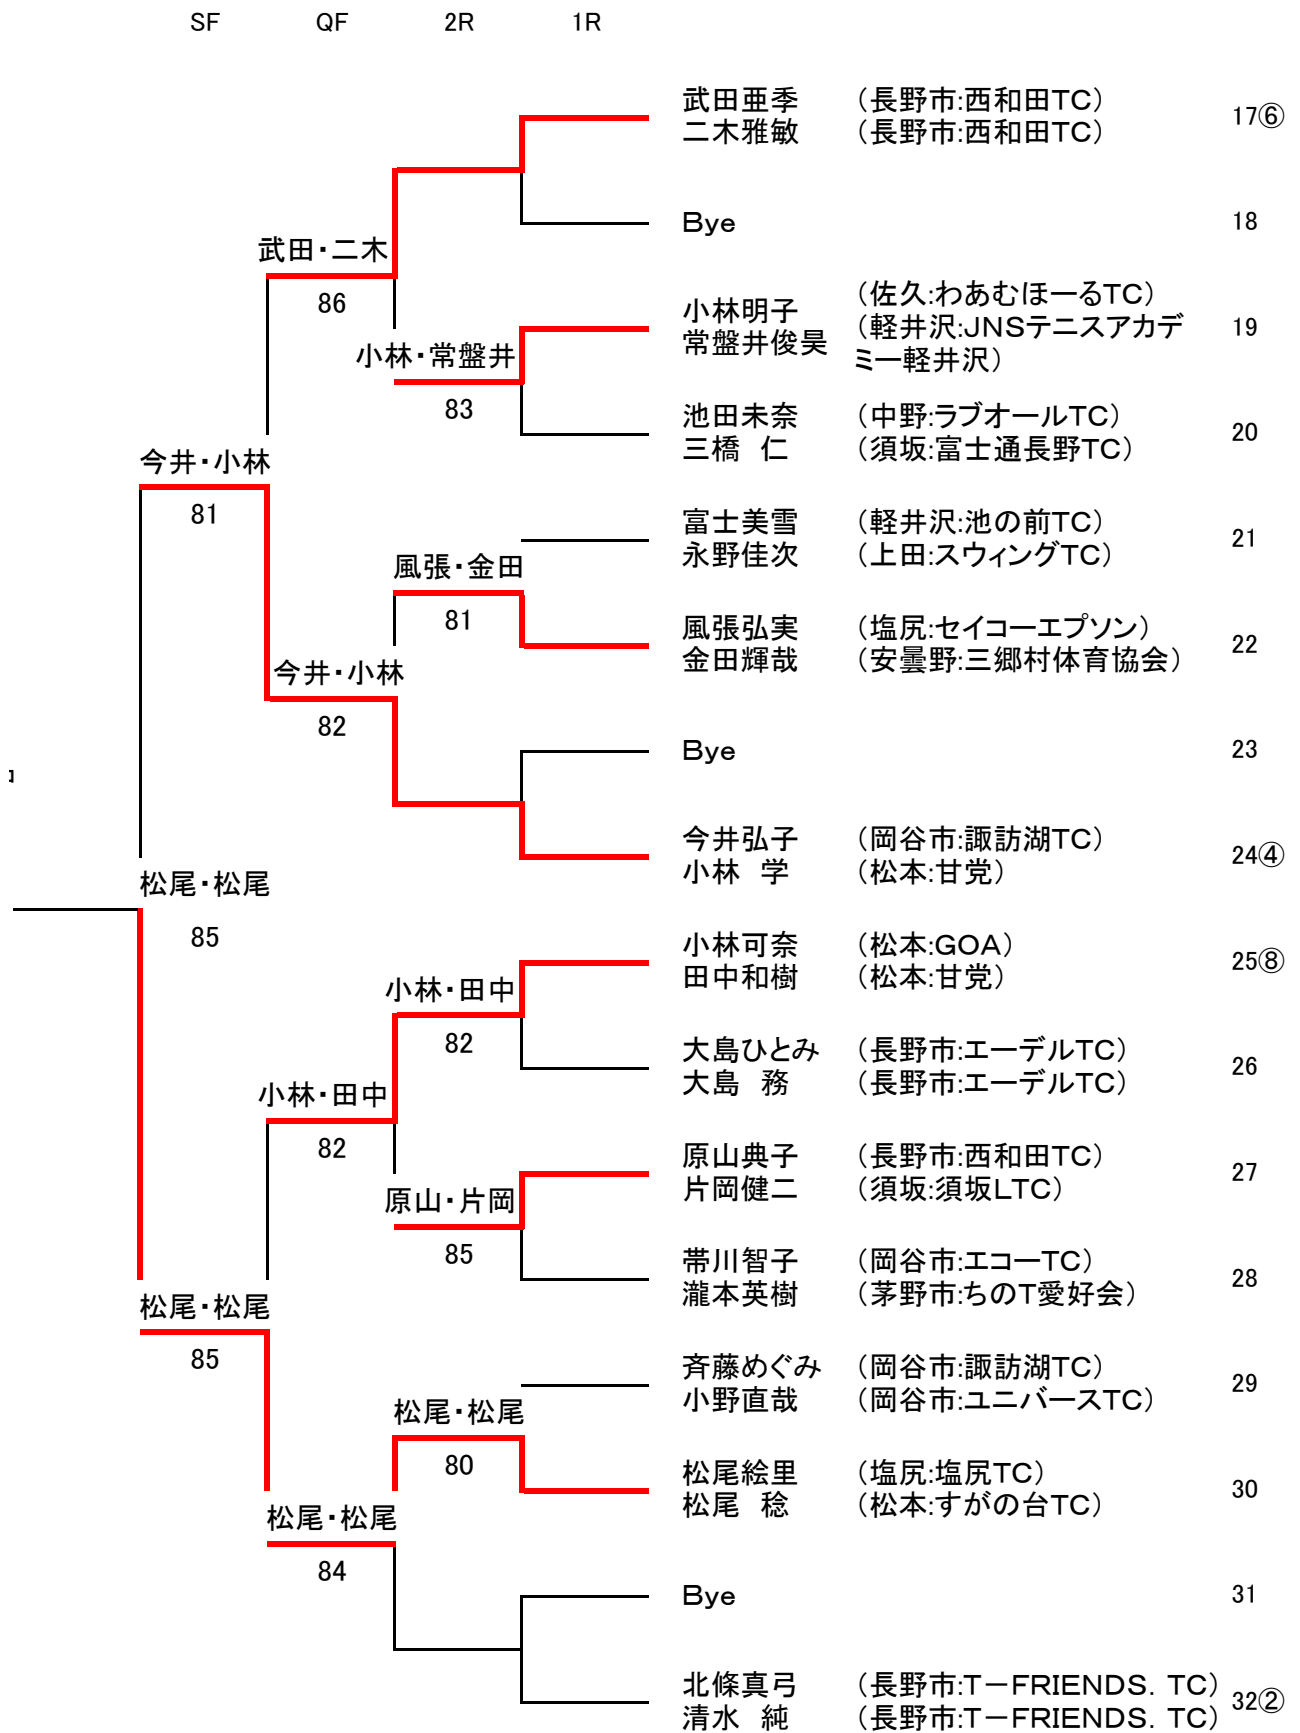 SF QF 2R 1R
武田亜季 （長野市:西和田TC）
二木雅敏 （長野市:西和田TC）
17⑥
Bye 18
武田・二木
86
小林明子 （佐久:わあむほーるTC）
常盤井俊昊 （軽井沢:JNSテニスアカデ
ミー軽井沢）
19
小林・常盤井
83
池田未奈 （中野:ラブオールTC）
三橋 仁 （須坂:富士通長野TC）
20
今井・小林
81
富士美雪 （軽井沢:池の前TC）
永野佳次 （上田:スウィングTC）
21
風張・金田
81
風張弘実 （塩尻:セイコーエプソン）
金田輝哉 （安曇野:三郷村体育協会）
22
今井・小林
82
Bye 23
今井弘子 （岡谷市:諏訪湖TC）
小林 学 （松本:甘党）
24④
松尾・松尾
85
小林可奈 （松本:GOA）
田中和樹 （松本:甘党）
25⑧
小林・田中
82
大島ひとみ （長野市:エーデルTC）
大島 務 （長野市:エーデルTC）
26
小林・田中
82
原山典子 （長野市:西和田TC）
片岡健二 （須坂:須坂LTC）
27
原山・片岡
85
帯川智子 （岡谷市:エコーTC）
瀧本英樹 （茅野市:ちのT愛好会）
28
松尾・松尾
85
斉藤めぐみ （岡谷市:諏訪湖TC）
小野直哉 （岡谷市:ユニバースTC）
29
松尾・松尾
80
松尾絵里 （塩尻:塩尻TC）
松尾 稔 （松本:すがの台TC）
30
松尾・松尾
84
Bye 31
北條真弓 （長野市:T－FRIENDS．TC）
清水 純 （長野市:T－FRIENDS．TC）
32②